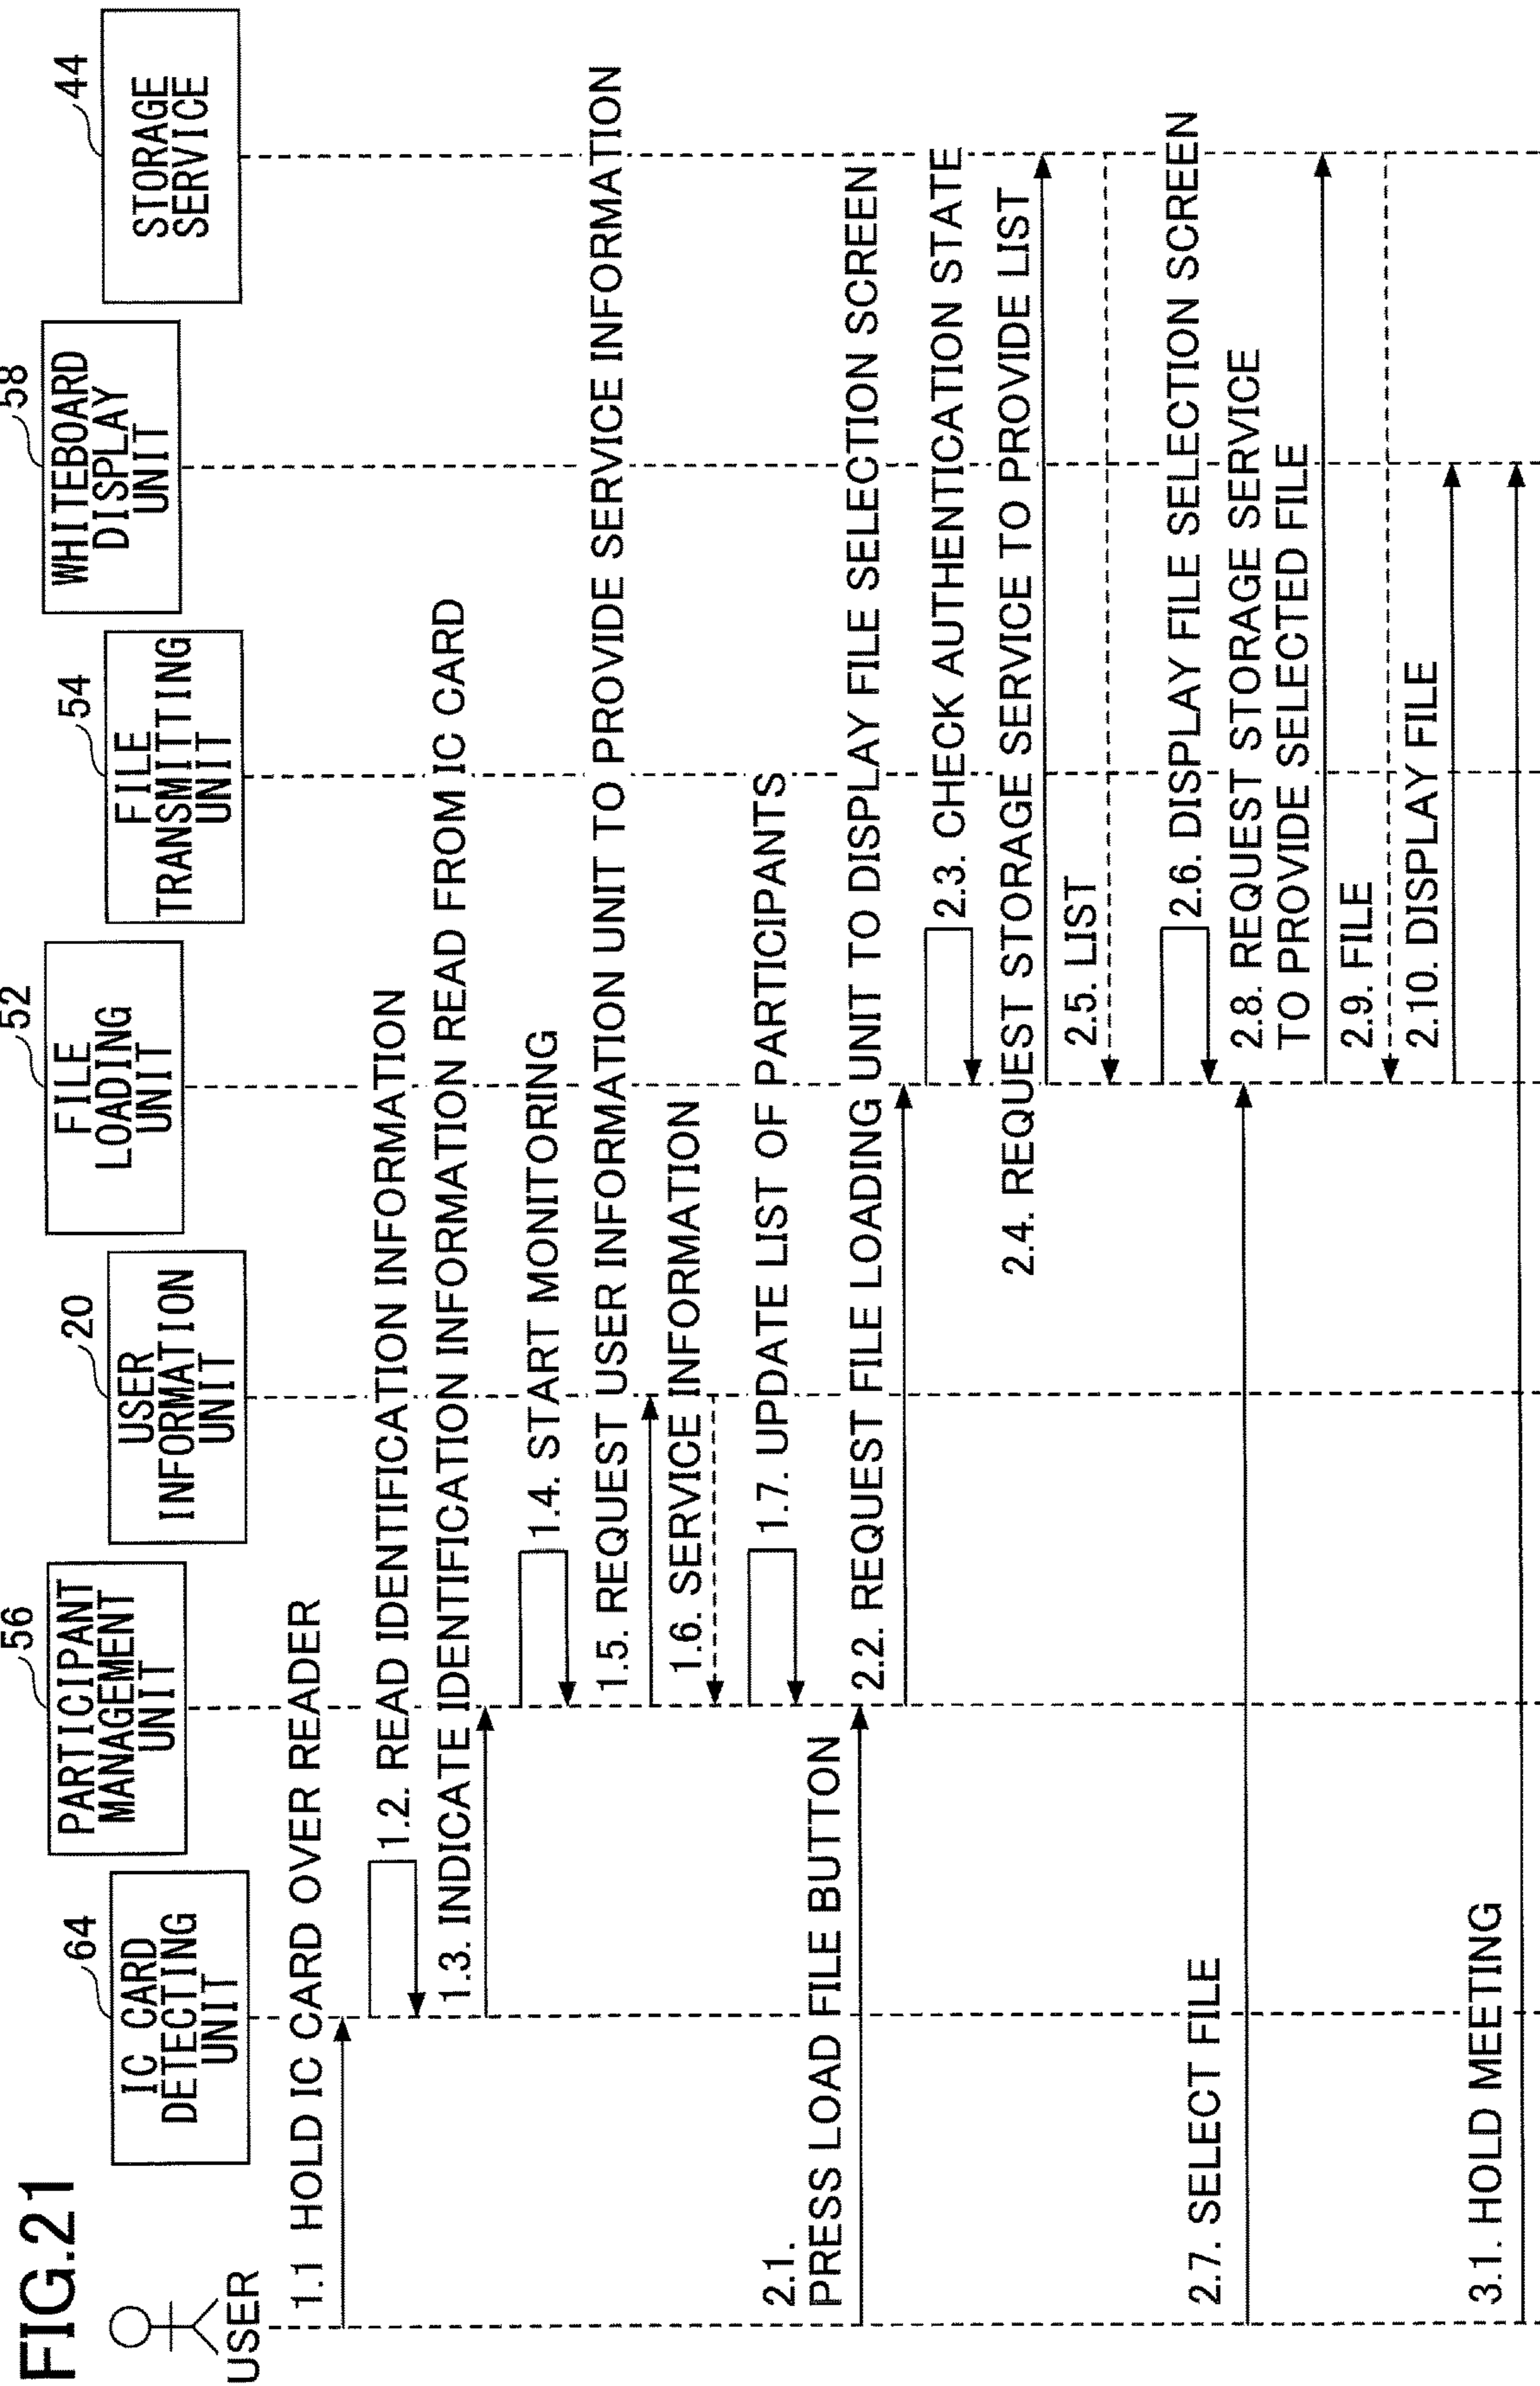 FIG.21
USER
64
IC CARD
DETECTING
UNIT
56
PARTICIPANT
MANAGEMENT
UNIT
20
USER
INFORMATION
UNIT
52
FILE
LOADING
UNIT
54
FILE
TRANSMITTING
UNIT
58
WHITEBOARD
DISPLAY
UNIT
44
STORAGE
SERVICE
1.1 HOLD IC CARD OVER READER
1.2. READ IDENTIFICATION INFORMATION
1.3. INDICATE IDENTIFICATION INFORMATION READ FROM IC CARD
1.4. START MONITORING
1.5. REQUEST USER INFORMATION UNIT TO PROVIDE SERVICE INFORMATION
1.6. SERVICE INFORMATION
1.7. UPDATE LIST OF PARTICIPANTS
2.1.
PRESS LOAD FILE BUTTON
2.2. REQUEST FILE LOADING UNIT TO DISPLAY FILE SELECTION SCREEN
2.3. CHECK AUTHENTICATION STATE
2.4. REQUEST STORAGE SERVICE TO PROVIDE LIST
2.5. LIST
2.6. DISPLAY FILE SELECTION SCREEN
2.7. SELECT FILE
2.8. REQUEST STORAGE SERVICE
TO PROVIDE SELECTED FILE
2.9. FILE
2.10. DISPLAY FILE
3.1. HOLD MEETING